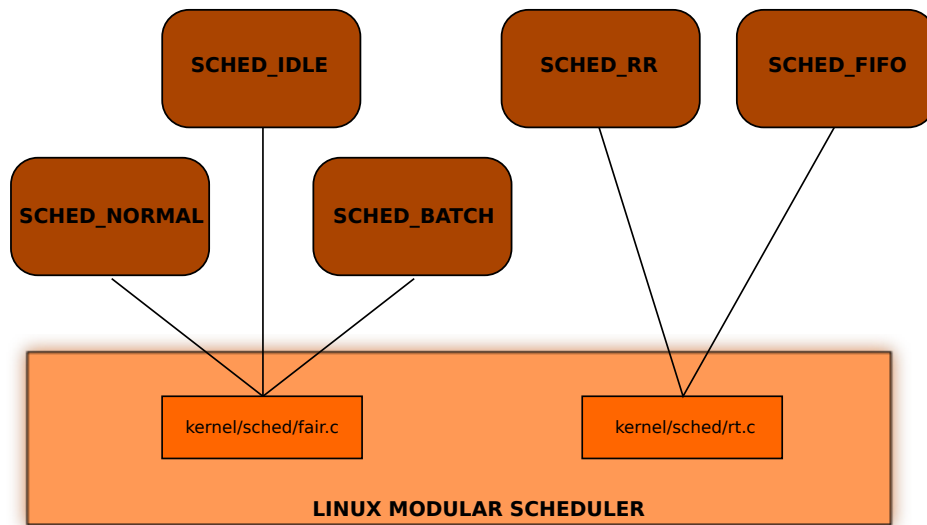 SCHED_IDLE
SCHED_RR
SCHED_FIFO
SCHED_NORMAL
SCHED_BATCH
kernel/sched/fair.c
kernel/sched/rt.c
LINUX MODULAR SCHEDULER